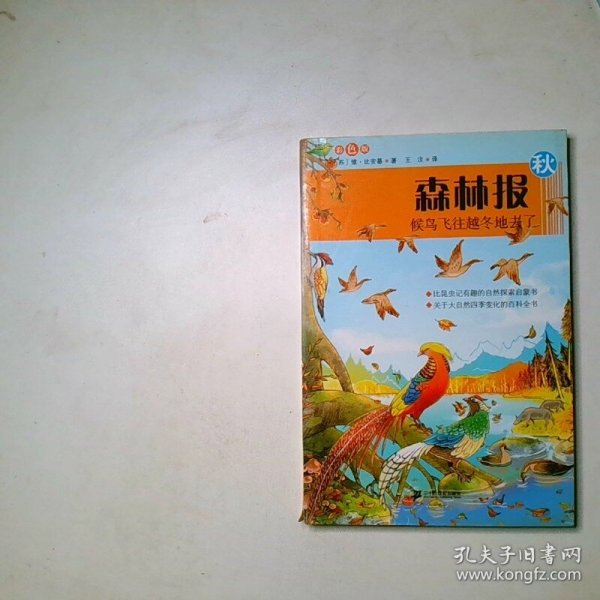 彩色版
〔苏〕维·比安基 著 王汶 译
秋
森林报
候鸟飞往越冬地去了
比昆虫记有趣的自然探索启蒙书
关于大自然四季变化的百科全书
孔夫子旧书网
www.kongfz.com